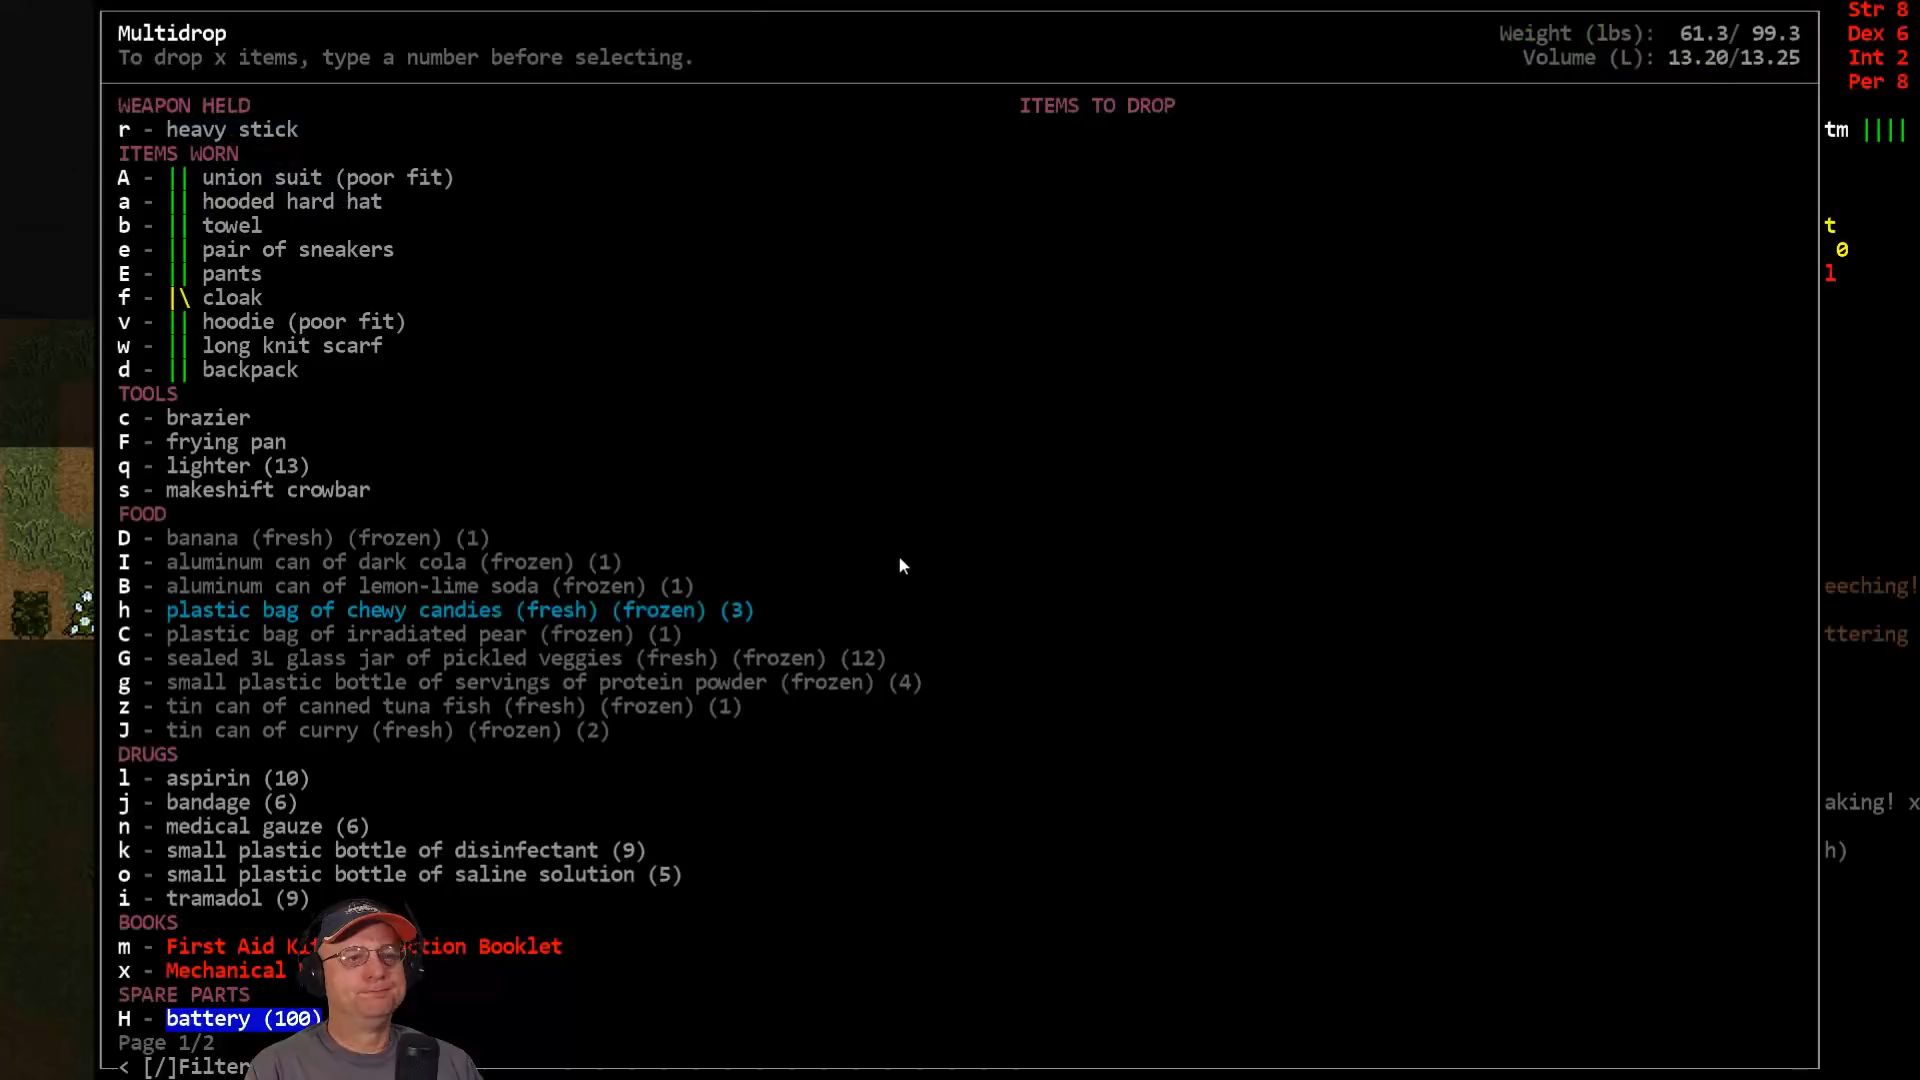 Multidrop
To drop x items, type a number before selecting.
Weight (lbs): 61.3/ 99.3
Volume (L): 13.20/13.25
Str 8
Dex 6
Int 2
Per 8
WEAPON HELD
r - heavy stick
ITEMS WORN
A - || union suit (poor fit)
a - || hooded hard hat
b - || towel
e - || pair of sneakers
E - || pants
f - |\ cloak
v - || hoodie (poor fit)
w - || long knit scarf
d - || backpack
TOOLS
c - brazier
F - frying pan
q - lighter (13)
s - makeshift crowbar
FOOD
D - banana (fresh) (frozen) (1)
I - aluminum can of dark cola (frozen) (1)
B - aluminum can of lemon-lime soda (frozen) (1)
h - plastic bag of chewy candies (fresh) (frozen) (3)
C - plastic bag of irradiated pear (frozen) (1)
G - sealed 3L glass jar of pickled veggies (fresh) (frozen) (12)
g - small plastic bottle of servings of protein powder (frozen) (4)
z - tin can of canned tuna fish (fresh) (frozen) (1)
J - tin can of curry (fresh) (frozen) (2)
DRUGS
l - aspirin (10)
j - bandage (6)
n - medical gauze (6)
k - small plastic bottle of disinfectant (9)
o - small plastic bottle of saline solution (5)
i - tramadol (9)
BOOKS
m - First Aid Ki ction Booklet
x - Mechanical
SPARE PARTS
H - battery (100)
Page 1/2
< [/]Filter
ITEMS TO DROP
tm ||||
t
0
l
eeching!
ttering
aking! x
h)